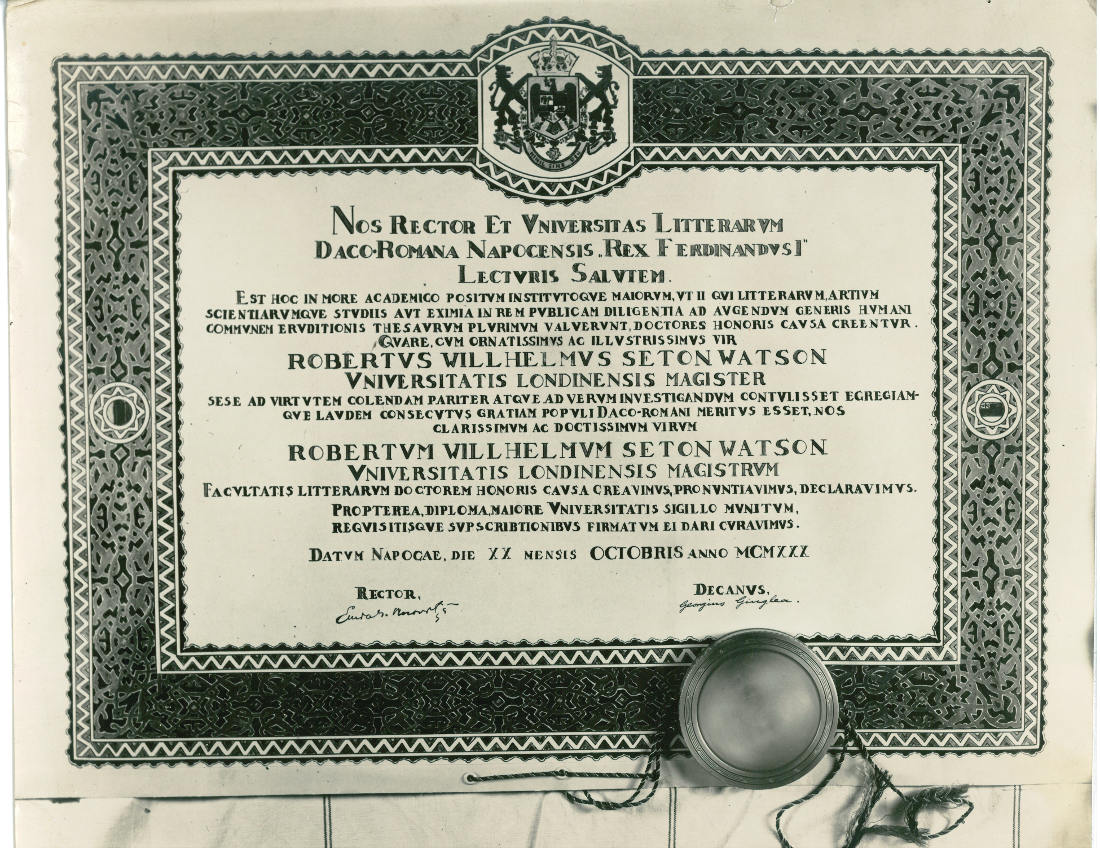 Nos Rector Et Vniversitas Litterarvm
Daco-Romana Napocensis „Rex Ferdinandvs I"
Lectvris Salvtem.
Est hoc in more academico positvm institvtoqve maiorvm, vt ii qvi litterarvm, artivm
scientiarvmqve stvdiis avt eximia in rem pvblicam diligentia ad avgendvm generis hvmani
commvnem ervditionis thesavrvm plvrimvm valvervnt, doctores honoris cavsa creentvr.
Qvare, cvm ornatissimvs ac illvstrissimvs vir
ROBERTVS WILLHELMVS SETON WATSON
VNIVERSITATIS LONDINENSIS MAGISTER
sese ad virtvtem colendam pariter atqve ad vervm investigandvm contvlisset egregiam-
qve lavdem consecvtvs gratiam popvli Daco-romani meritvs esset, nos
clarissimvm ac doctissimvm virvm
ROBERTVM WILLHELMVM SETON WATSON
VNIVERSITATIS LONDINENSIS MAGISTRVM
Facvltatis litterarvm doctorem honoris cavsa creavimvs, pronvntiavimvs, declaravimvs.
Propterea, diploma, maiore Vniversitatis sigillo mvnitvm,
reqvisitisqve svpscribtionibvs firmatvm ei dari cvravimvs.
Datvm Napocae, die XX nensis OCTOBRIS anno MCMXXX
Rector, Decanvs,
Georgius Giuglea.